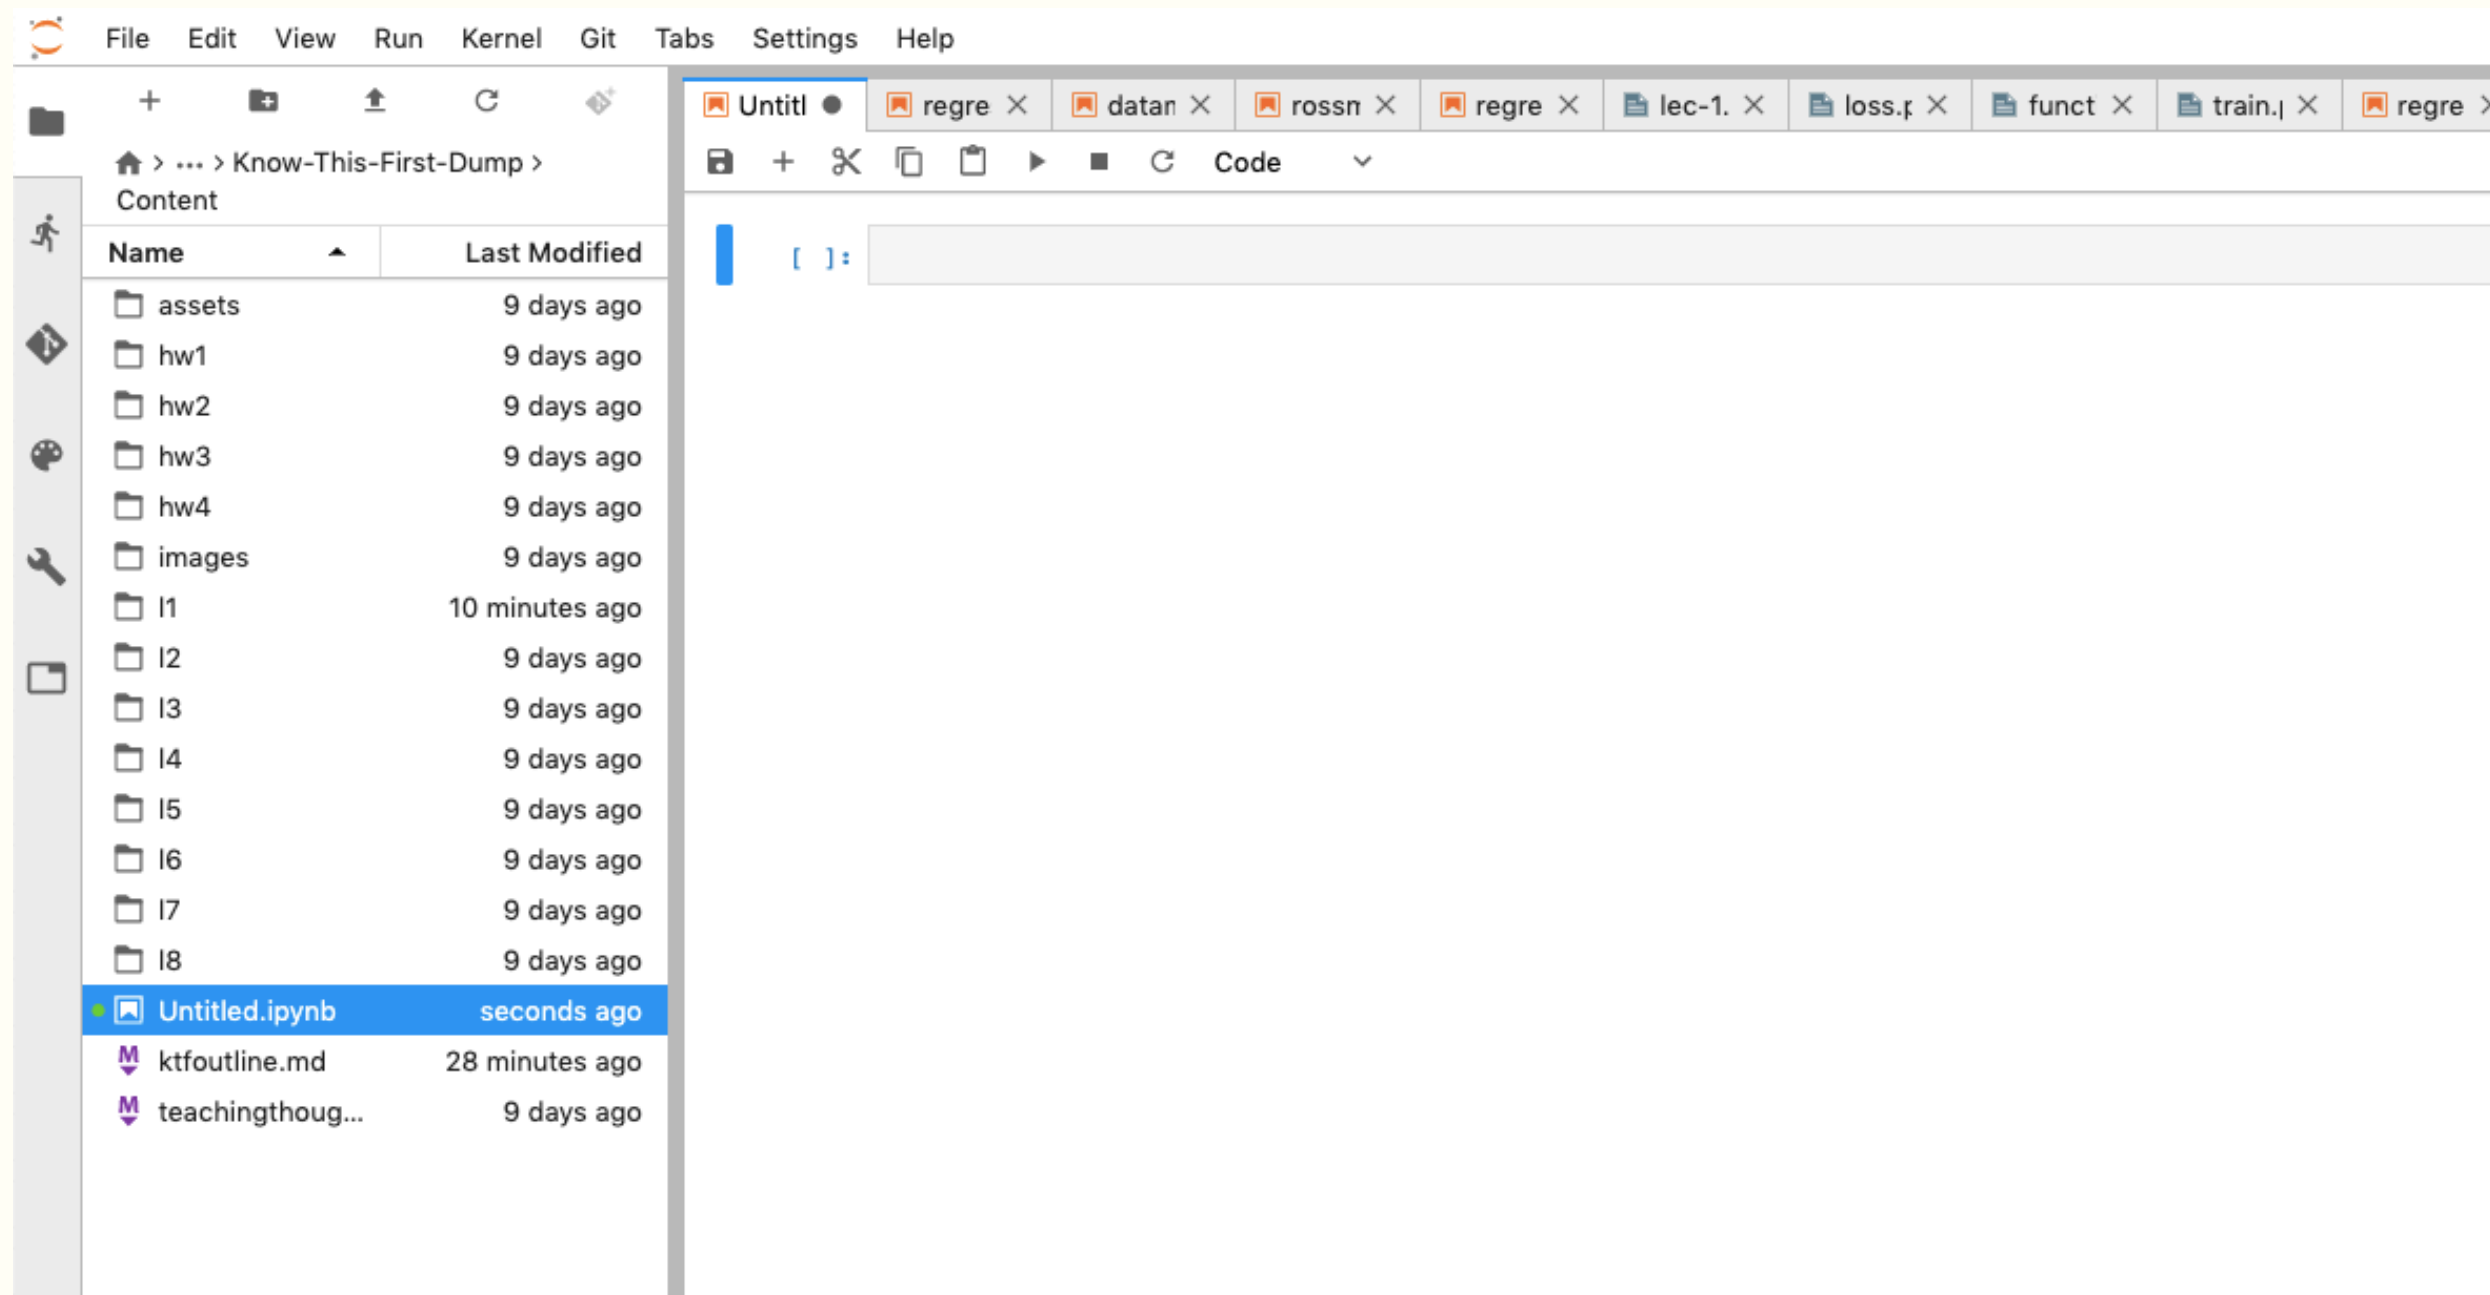 File Edit View Run Kernel Git Tabs Settings Help
Untitl regre datan rossn regre lec-1. loss.p funct train.p regre
... > Know-This-First-Dump >
Content
Code
Name Last Modified
[ ]:
assets 9 days ago
hw1 9 days ago
hw2 9 days ago
hw3 9 days ago
hw4 9 days ago
images 9 days ago
l1 10 minutes ago
l2 9 days ago
l3 9 days ago
l4 9 days ago
l5 9 days ago
l6 9 days ago
l7 9 days ago
l8 9 days ago
Untitled.ipynb seconds ago
ktfoutline.md 28 minutes ago
teachingthoug... 9 days ago